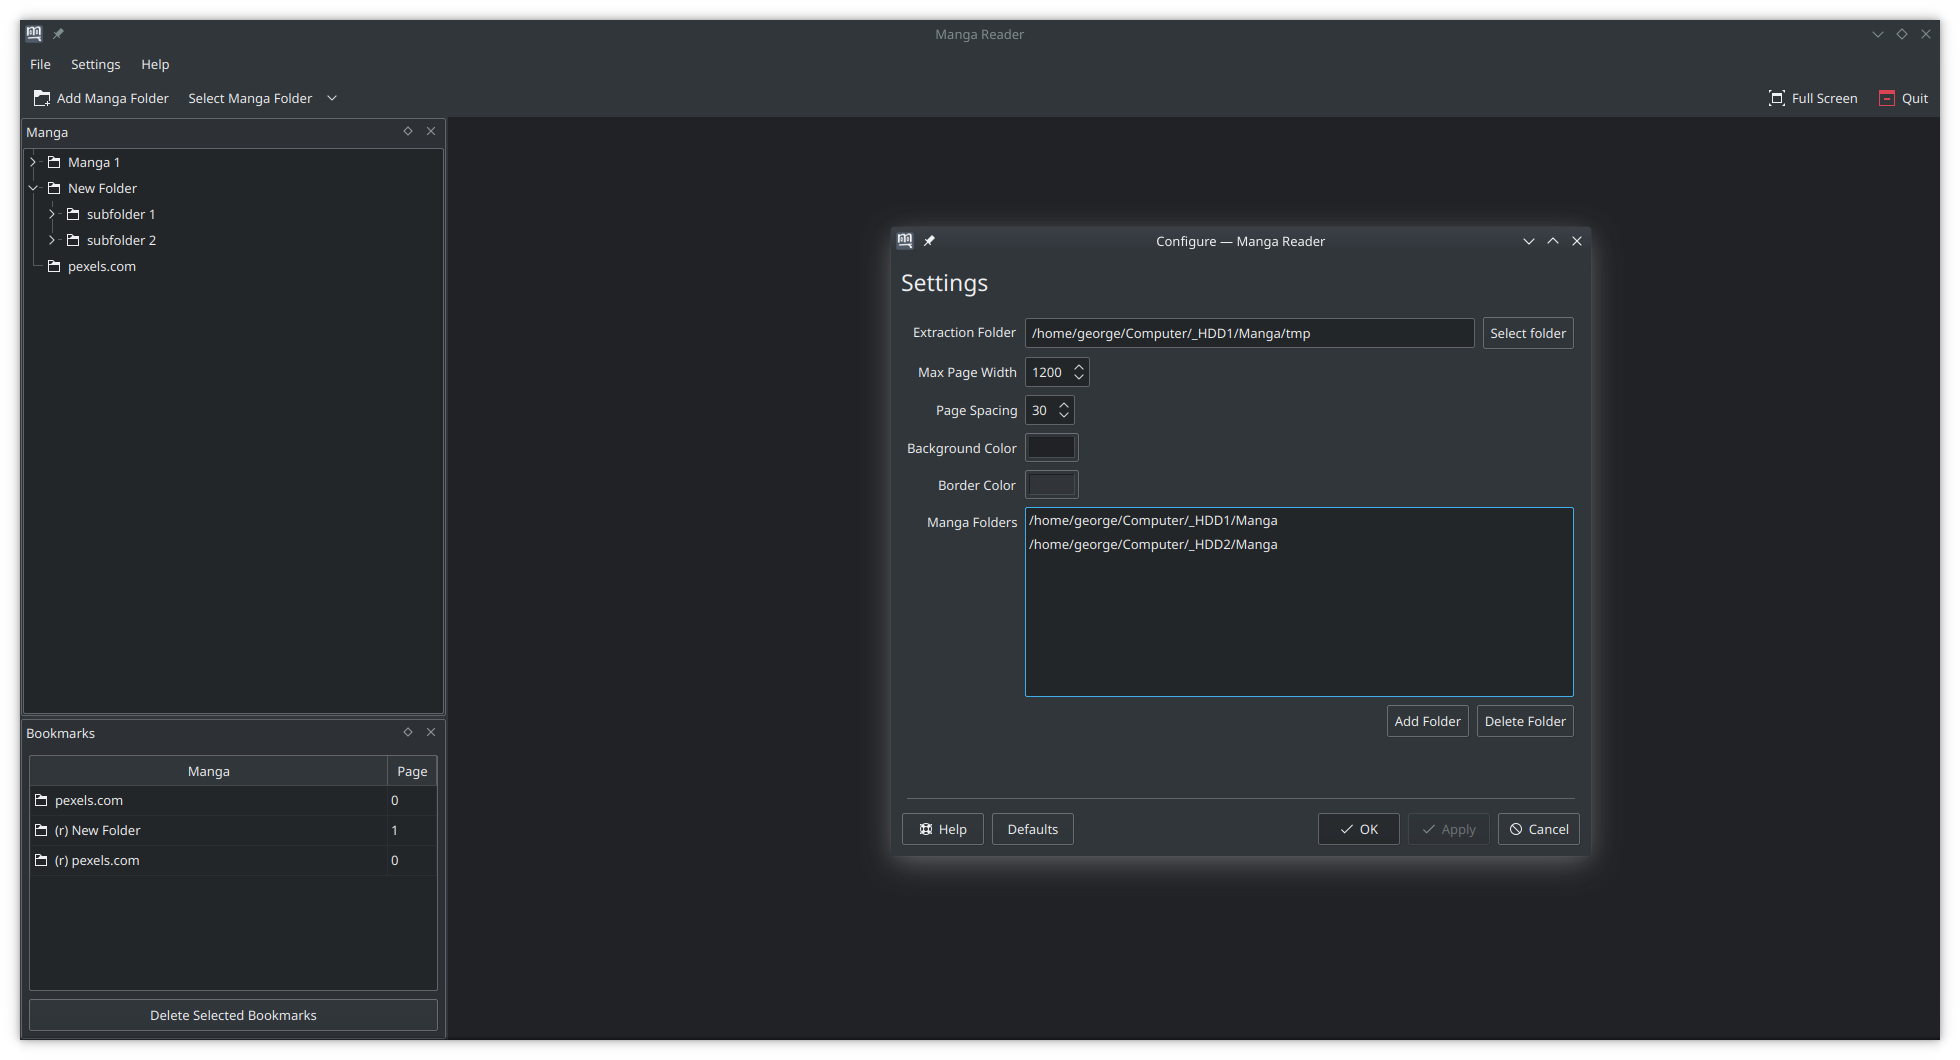 Manga Reader
File Settings Help
Add Manga Folder Select Manga Folder Full Screen Quit
Manga
Manga 1
New Folder
subfolder 1
subfolder 2
pexels.com
Bookmarks
Manga Page
pexels.com 0
(r) New Folder 1
(r) pexels.com 0
Delete Selected Bookmarks
Configure — Manga Reader
Settings
Extraction Folder /home/george/Computer/_HDD1/Manga/tmp Select folder
Max Page Width 1200
Page Spacing 30
Background Color
Border Color
Manga Folders /home/george/Computer/_HDD1/Manga
/home/george/Computer/_HDD2/Manga
Add Folder Delete Folder
Help Defaults OK Apply Cancel